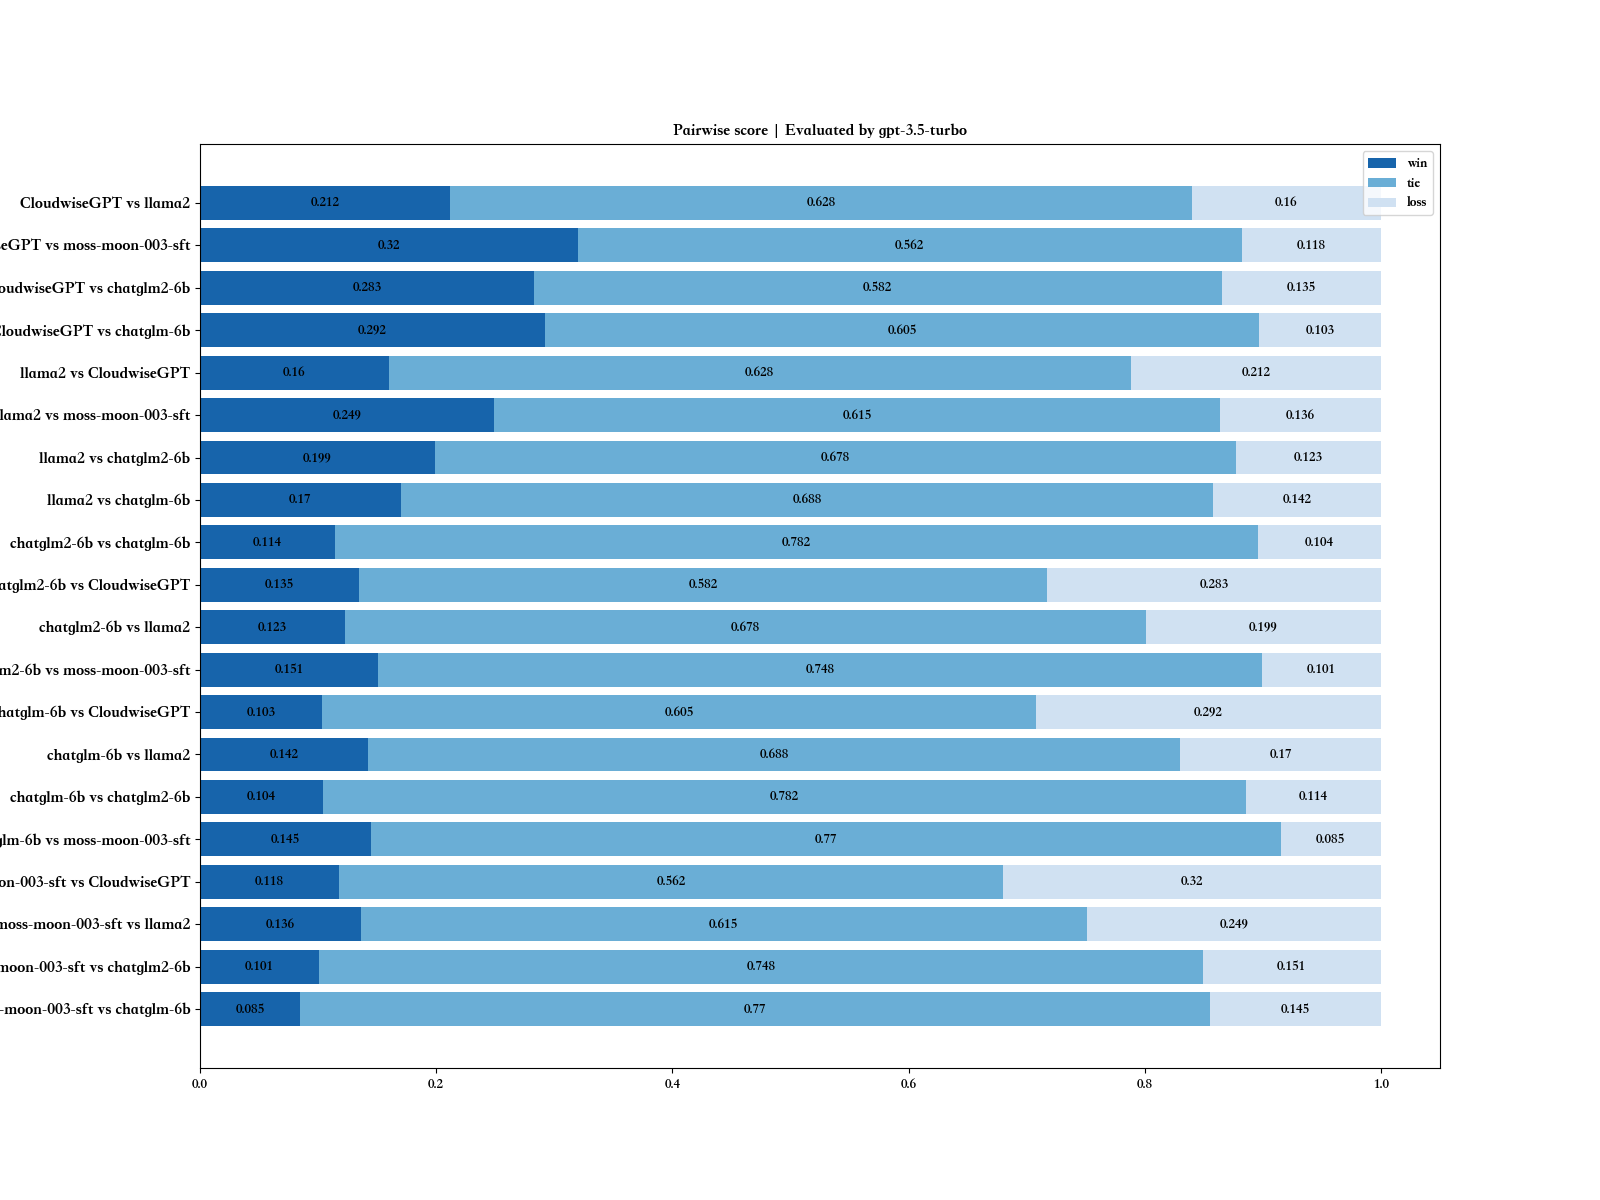 Pairwise score | Evaluated by gpt-3.5-turbo
win
tic
loss
CloudwiseGPT vs llama2 0.212 0.628 0.16
eGPT vs moss-moon-003-sft 0.32 0.562 0.118
oudwiseGPT vs chatglm2-6b 0.283 0.582 0.135
CloudwiseGPT vs chatglm-6b 0.292 0.605 0.103
llama2 vs CloudwiseGPT 0.16 0.628 0.212
lama2 vs moss-moon-003-sft 0.249 0.615 0.136
llama2 vs chatglm2-6b 0.199 0.678 0.123
llama2 vs chatglm-6b 0.17 0.688 0.142
chatglm2-6b vs chatglm-6b 0.114 0.782 0.104
atglm2-6b vs CloudwiseGPT 0.135 0.582 0.283
chatglm2-6b vs llama2 0.123 0.678 0.199
m2-6b vs moss-moon-003-sft 0.151 0.748 0.101
hatglm-6b vs CloudwiseGPT 0.103 0.605 0.292
chatglm-6b vs llama2 0.142 0.688 0.17
chatglm-6b vs chatglm2-6b 0.104 0.782 0.114
glm-6b vs moss-moon-003-sft 0.145 0.77 0.085
on-003-sft vs CloudwiseGPT 0.118 0.562 0.32
moss-moon-003-sft vs llama2 0.136 0.615 0.249
moon-003-sft vs chatglm2-6b 0.101 0.748 0.151
-moon-003-sft vs chatglm-6b 0.085 0.77 0.145
0.0 0.2 0.4 0.6 0.8 1.0